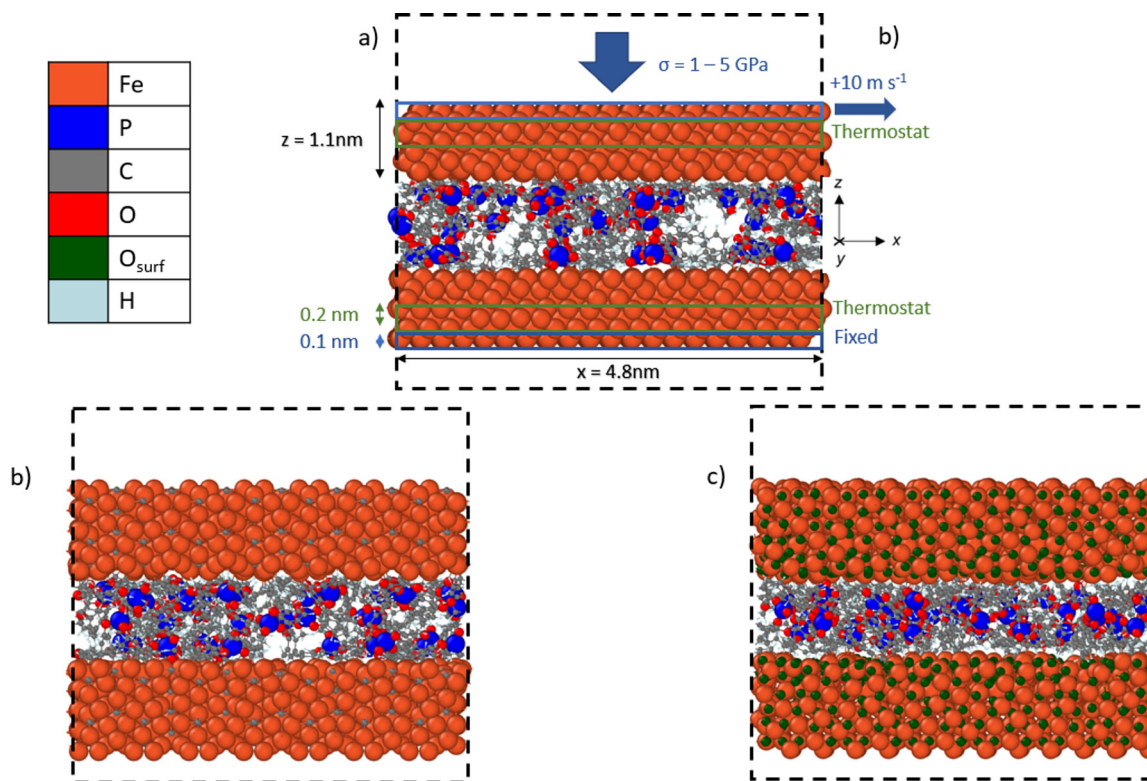 a)
b)
σ = 1 – 5 GPa
+10 m s⁻¹
Fe
P
C
O
O_surf
H
z = 1.1nm
Thermostat
z
x
y
0.2 nm
Thermostat
0.1 nm
Fixed
x = 4.8nm
b)
c)